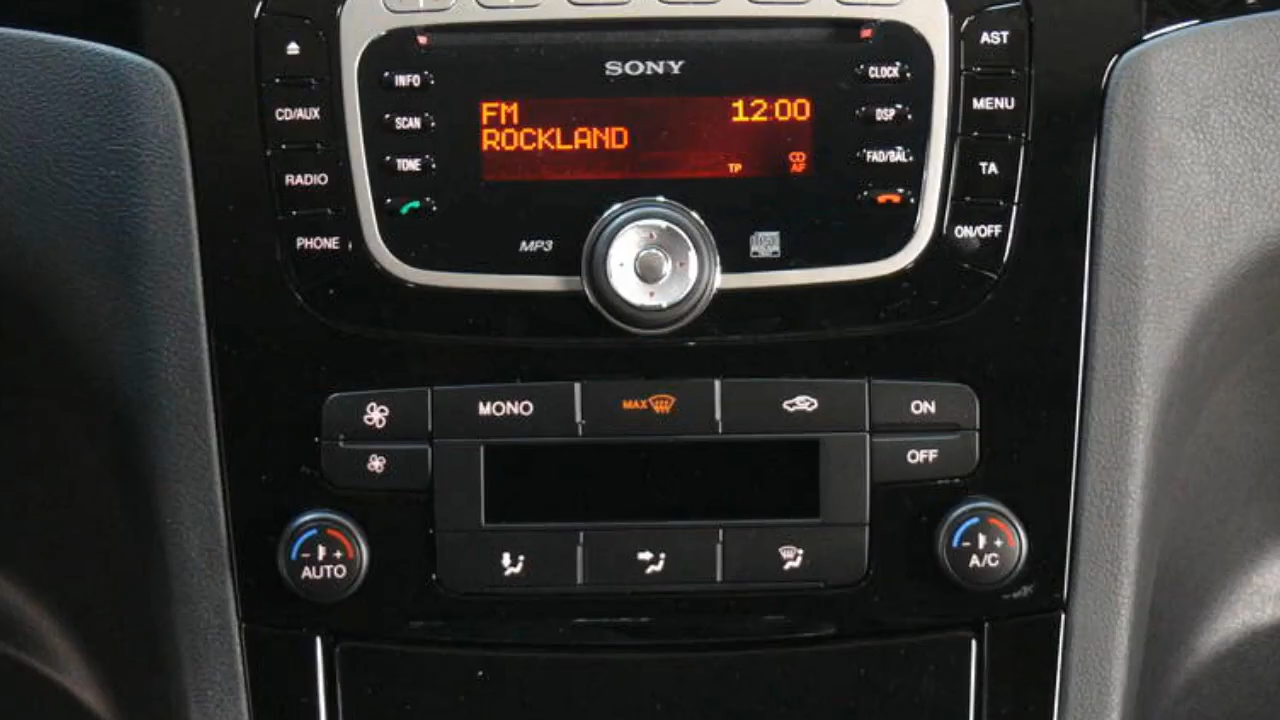 SONY
INFO
CLOCK
AST
CD/AUX
SCAN
FM 12:00
ROCKLAND
TP CD
AF
DSP
MENU
TONE
FAD/BAL
RADIO
TA
PHONE
MP3
ON/OFF
MONO
MAX
ON
OFF
- +
AUTO
- +
A/C